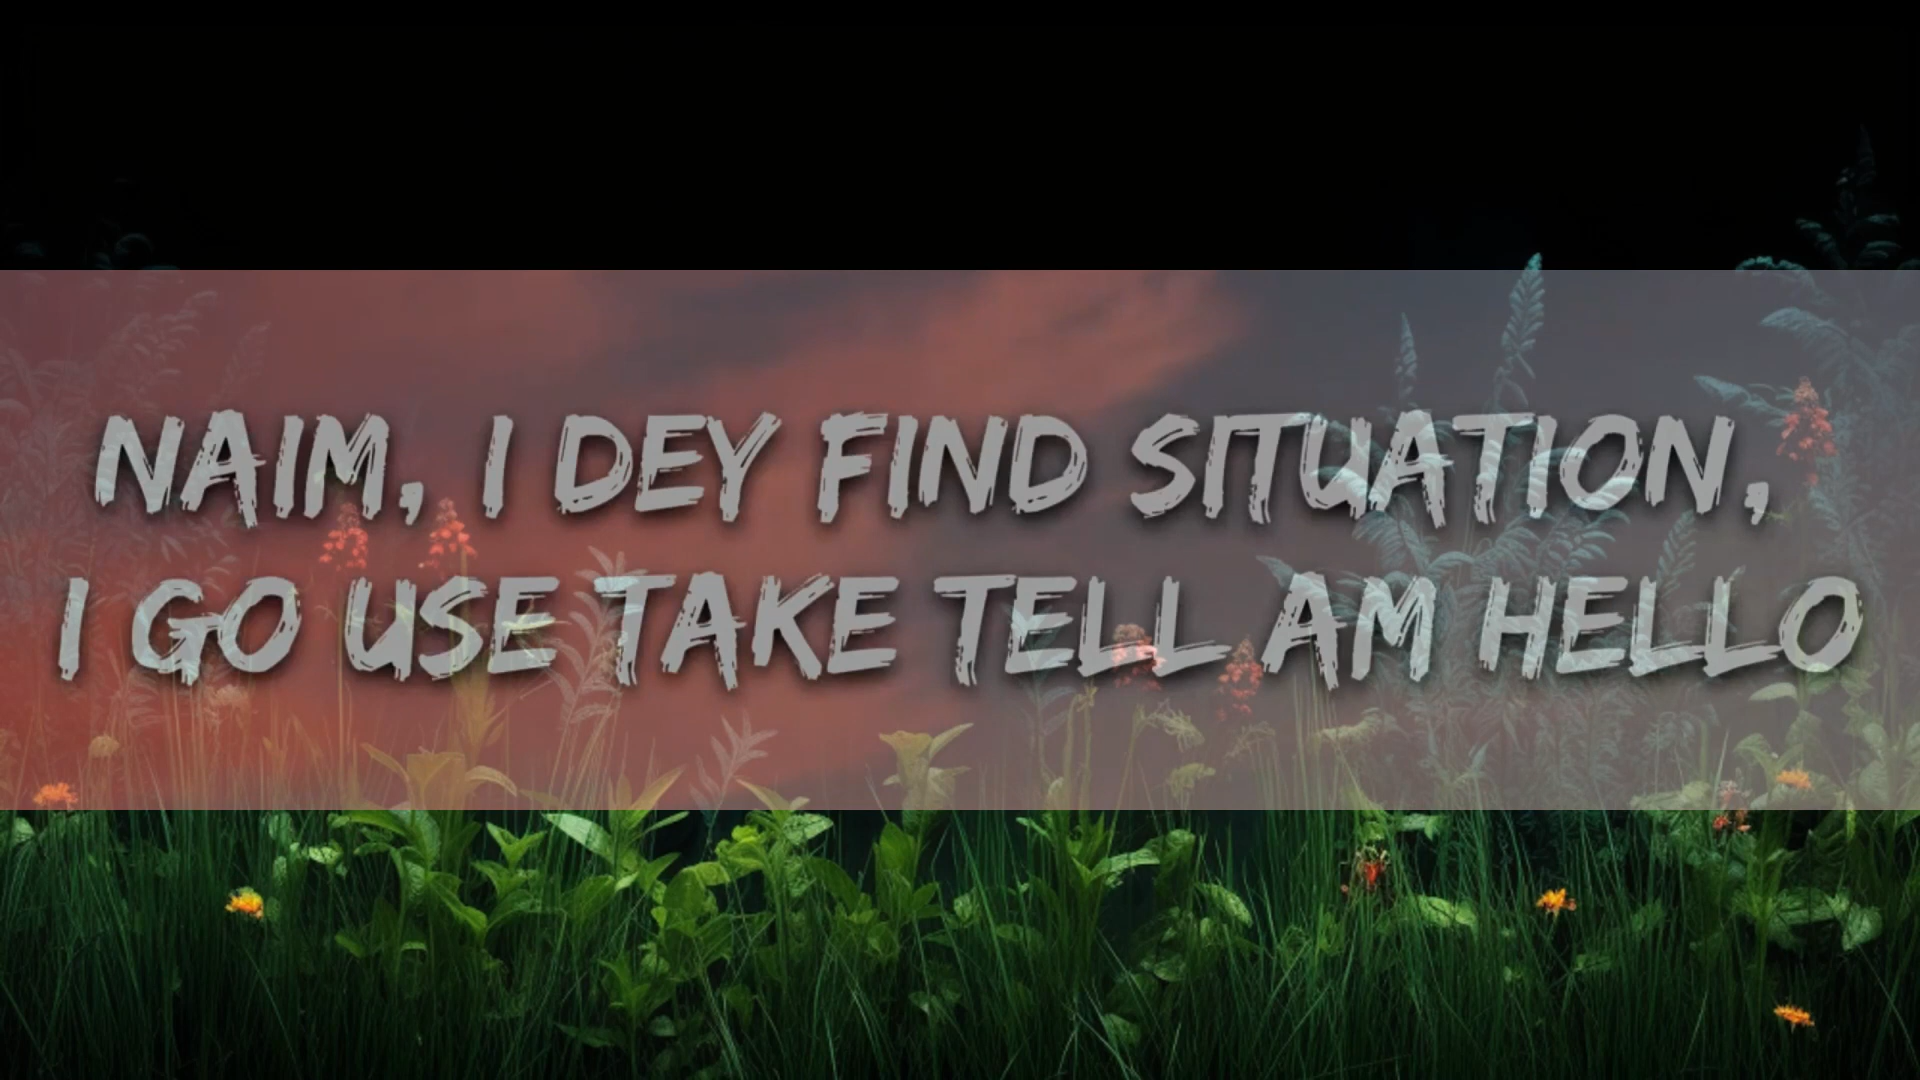 NAIM, I DEY FIND SITUATION,
I GO USE TAKE TELL AM HELLO